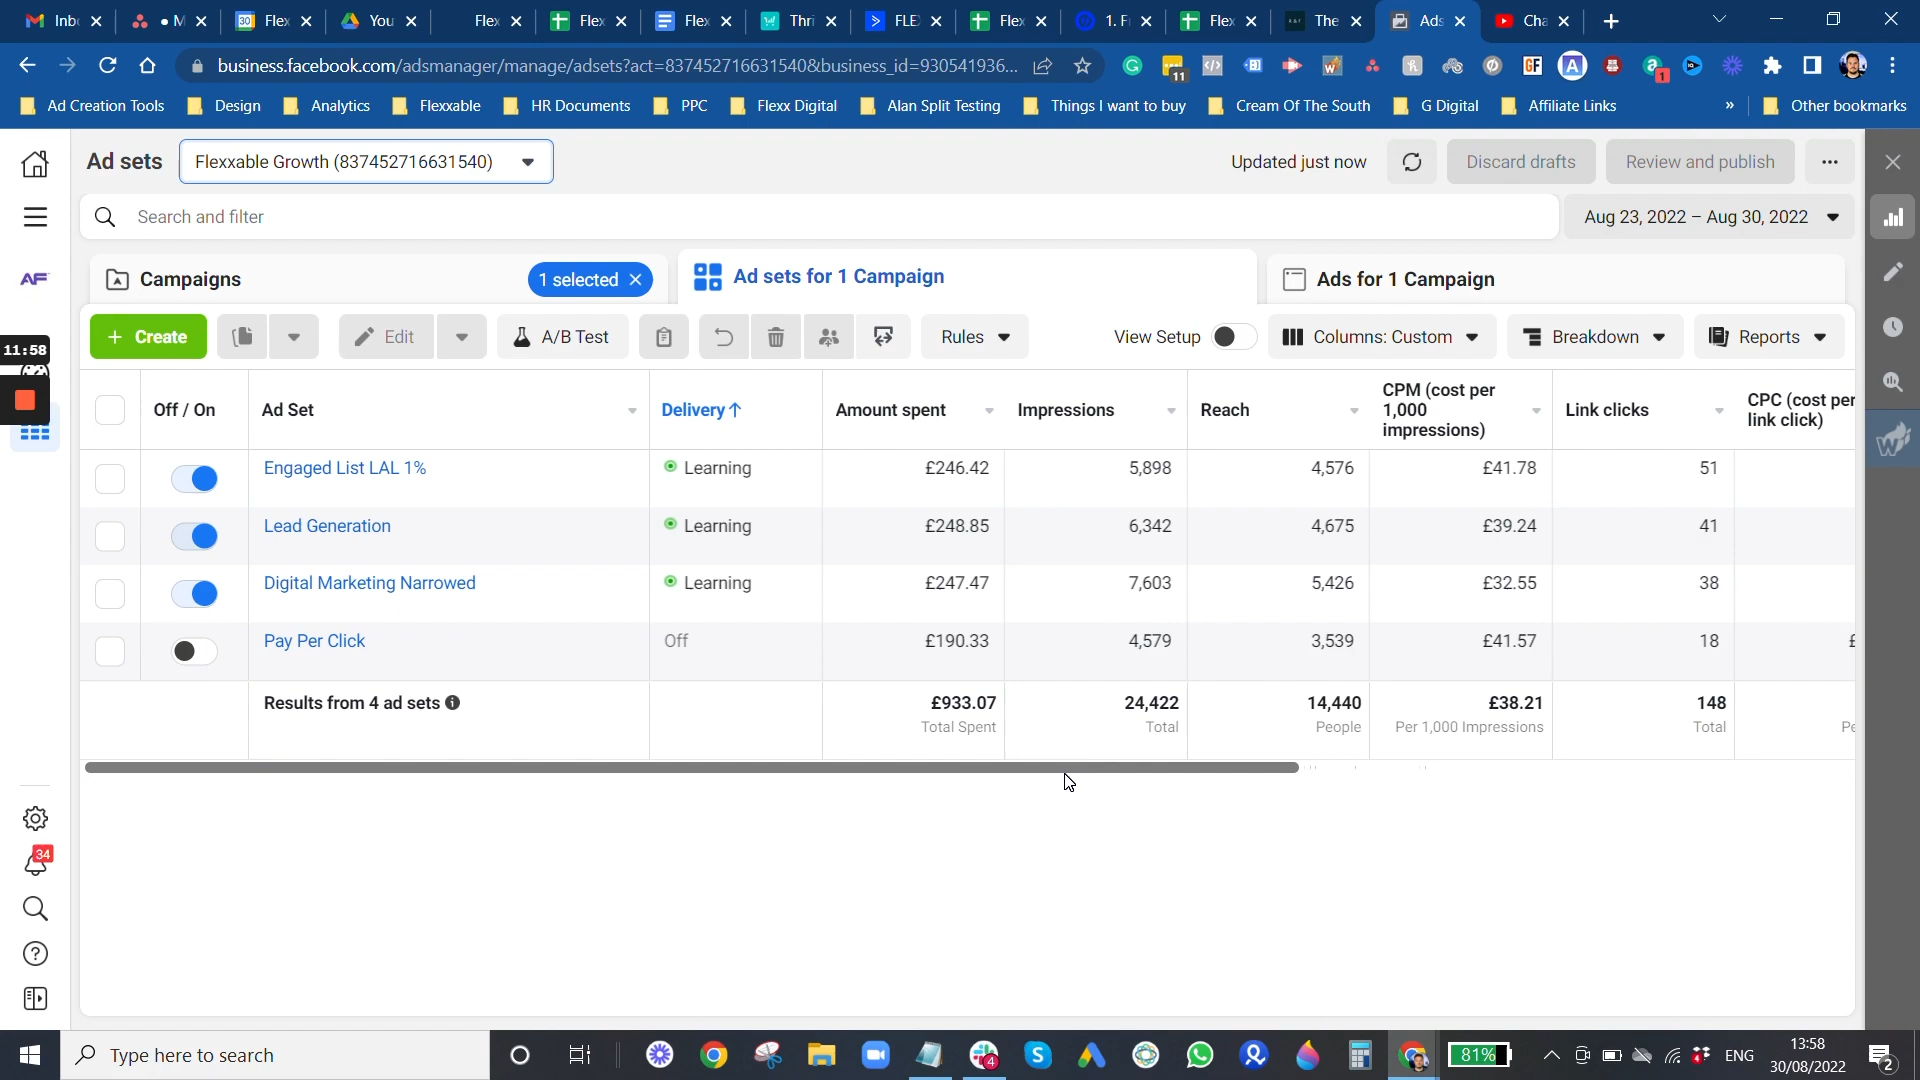 Inb
M
Flex
You
Flex
Flex
Flex
Thri
FLE
Flex
1. F
Flex
The
Ads
Cha
business.facebook.com/adsmanager/manage/adsets?act=837452716631540&business_id=930541936...
11
1
Ad Creation Tools
Design
Analytics
Flexxable
HR Documents
PPC
Flexx Digital
Alan Split Testing
Things I want to buy
Cream Of The South
G Digital
Affiliate Links
»
Other bookmarks
Ad sets
Flexxable Growth (837452716631540)
Updated just now
Discard drafts
Review and publish
Search and filter
Aug 23, 2022 – Aug 30, 2022
AF
11:58
Campaigns
1 selected
Ad sets for 1 Campaign
Ads for 1 Campaign
+ Create
Edit
A/B Test
Rules
View Setup
Columns: Custom
Breakdown
Reports
Off / On
Ad Set
Delivery↑
Amount spent
Impressions
Reach
CPM (cost per
1,000
impressions)
Link clicks
CPC (cost per
link click)
Engaged List LAL 1%
Learning
£246.42
5,898
4,576
£41.78
51
Lead Generation
Learning
£248.85
6,342
4,675
£39.24
41
Digital Marketing Narrowed
Learning
£247.47
7,603
5,426
£32.55
38
Pay Per Click
Off
£190.33
4,579
3,539
£41.57
18
£
Results from 4 ad sets
£933.07
24,422
14,440
£38.21
148
Total Spent
Total
People
Per 1,000 Impressions
Total
Pe
34
Type here to search
4
81%
ENG
13:58
30/08/2022
2